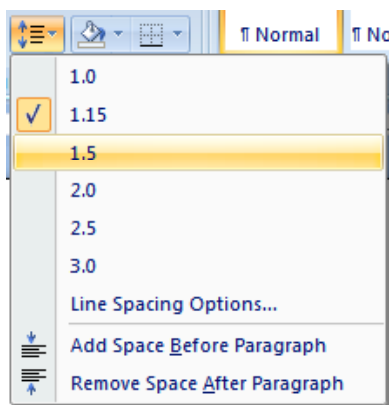 ¶ Normal ¶ No
1.0
1.15
1.5
2.0
2.5
3.0
Line Spacing Options...
Add Space Before Paragraph
Remove Space After Paragraph